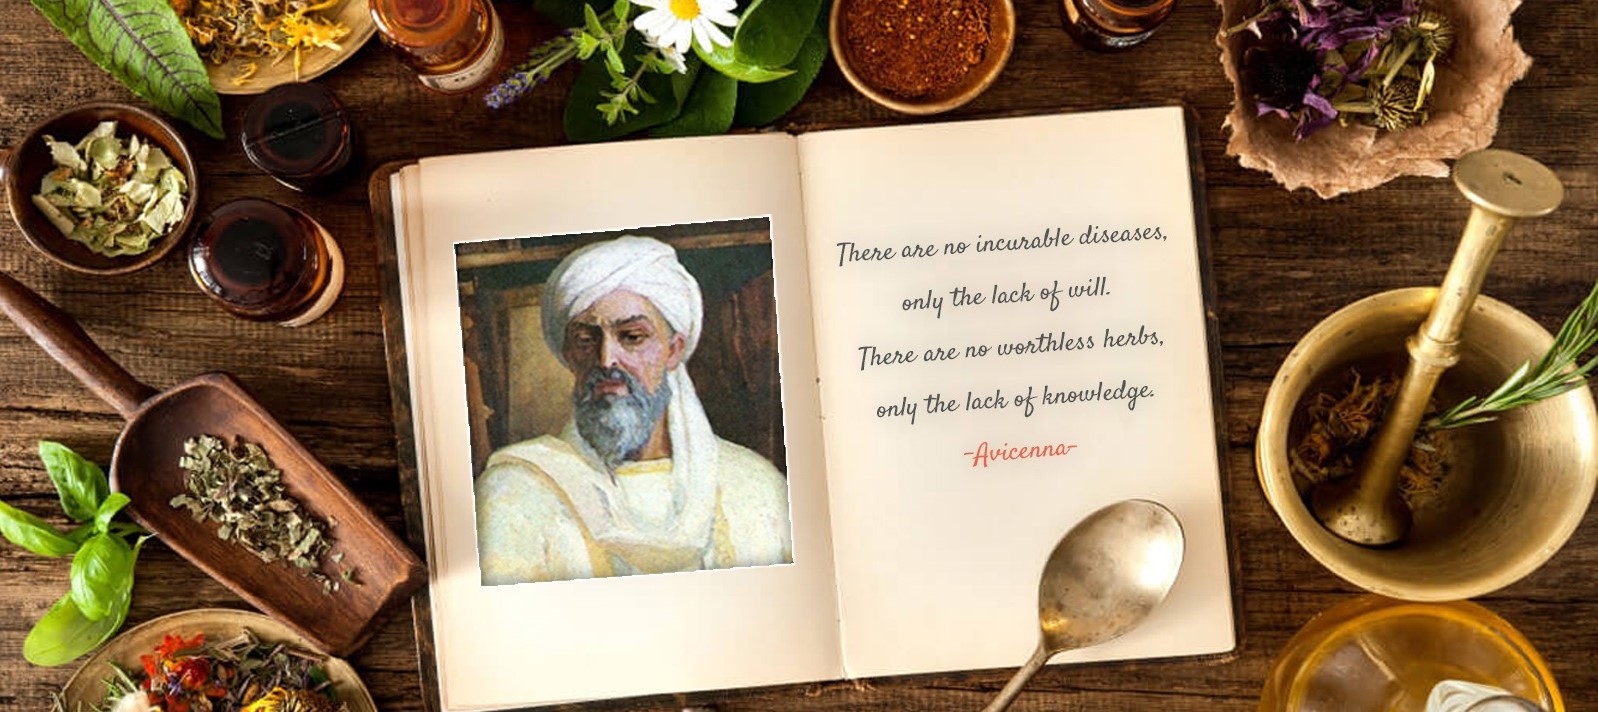 There are no incurable diseases,
only the lack of will.
There are no worthless herbs,
only the lack of knowledge.
-Avicenna-